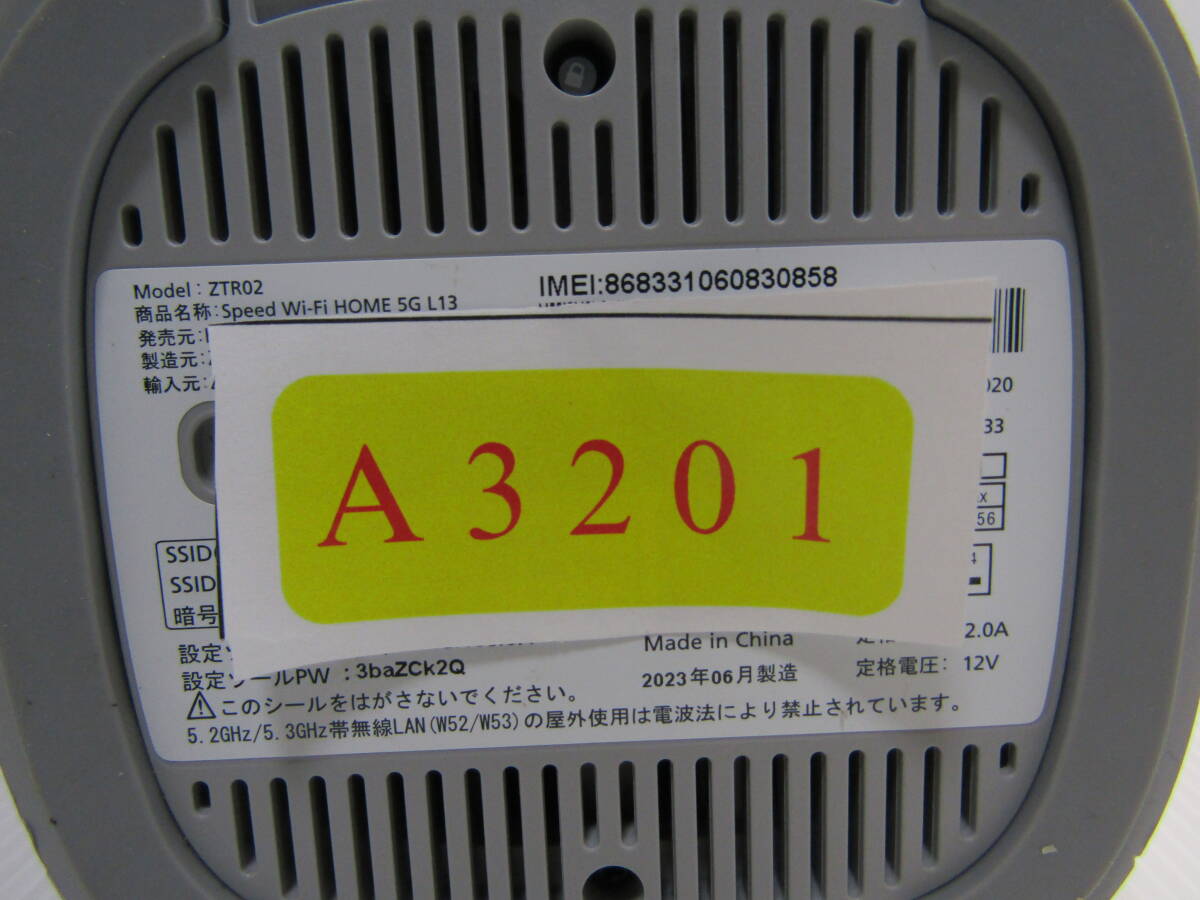 Model : ZTR02
商品名称:Speed Wi-Fi HOME 5G L13
発売元:
製造元:
輸入元:
IMEI:868331060830858
020
33
x
56
4
A3201
SSID
SSID
暗号
設定
設定ツールPW :3baZCk2Q
Made in China
2023年06月製造
2.0A
定格電圧: 12V
⚠このシールをはがさないでください。
5.2GHz/5.3GHz帯無線LAN(W52/W53)の屋外使用は電波法により禁止されています。